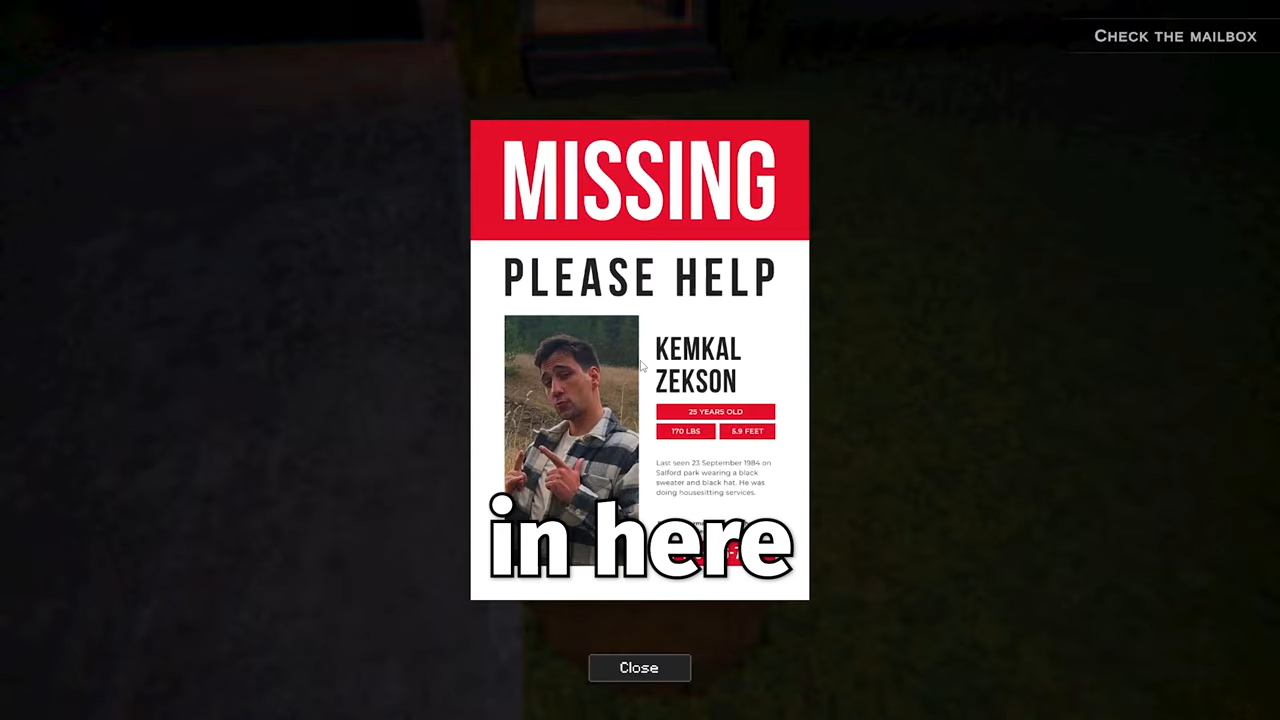 CHECK THE MAILBOX
MISSING
PLEASE HELP
KEMKAL
ZEKSON
25 YEARS OLD
170 LBS 5.9 FEET
Last seen 23 September 1984 on
Salford park wearing a black
sweater and black hat. He was
doing housesitting services.
in here
Close